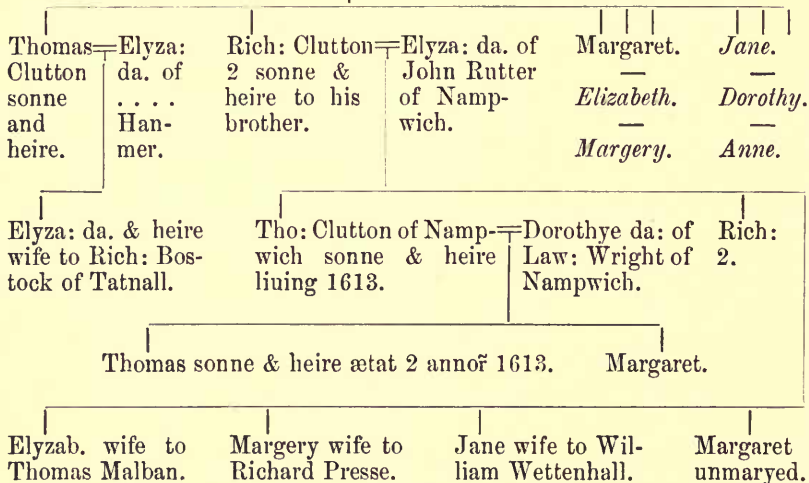 Thomas Elyza:
Clutton da. of
sonne . . . .
and Han-
heire. mer.
Rich: Clutton Elyza: da. of
2 sonne & John Rutter
heire to his of Namp-
brother. wich.
Margaret.
—
Elizabeth.
—
Margery.
Jane.
—
Dorothy.
—
Anne.
Elyza: da. & heire
wife to Rich: Bos-
tock of Tatnall.
Tho: Clutton of Namp- Dorothye da: of
wich sonne & heire Law: Wright of
liuing 1613. Nampwich.
Rich:
2.
Thomas sonne & heire ætat 2 annor̃ 1613. Margaret.
Elyzab. wife to
Thomas Malban.
Margery wife to
Richard Presse.
Jane wife to Wil-
liam Wettenhall.
Margaret
unmaryed.